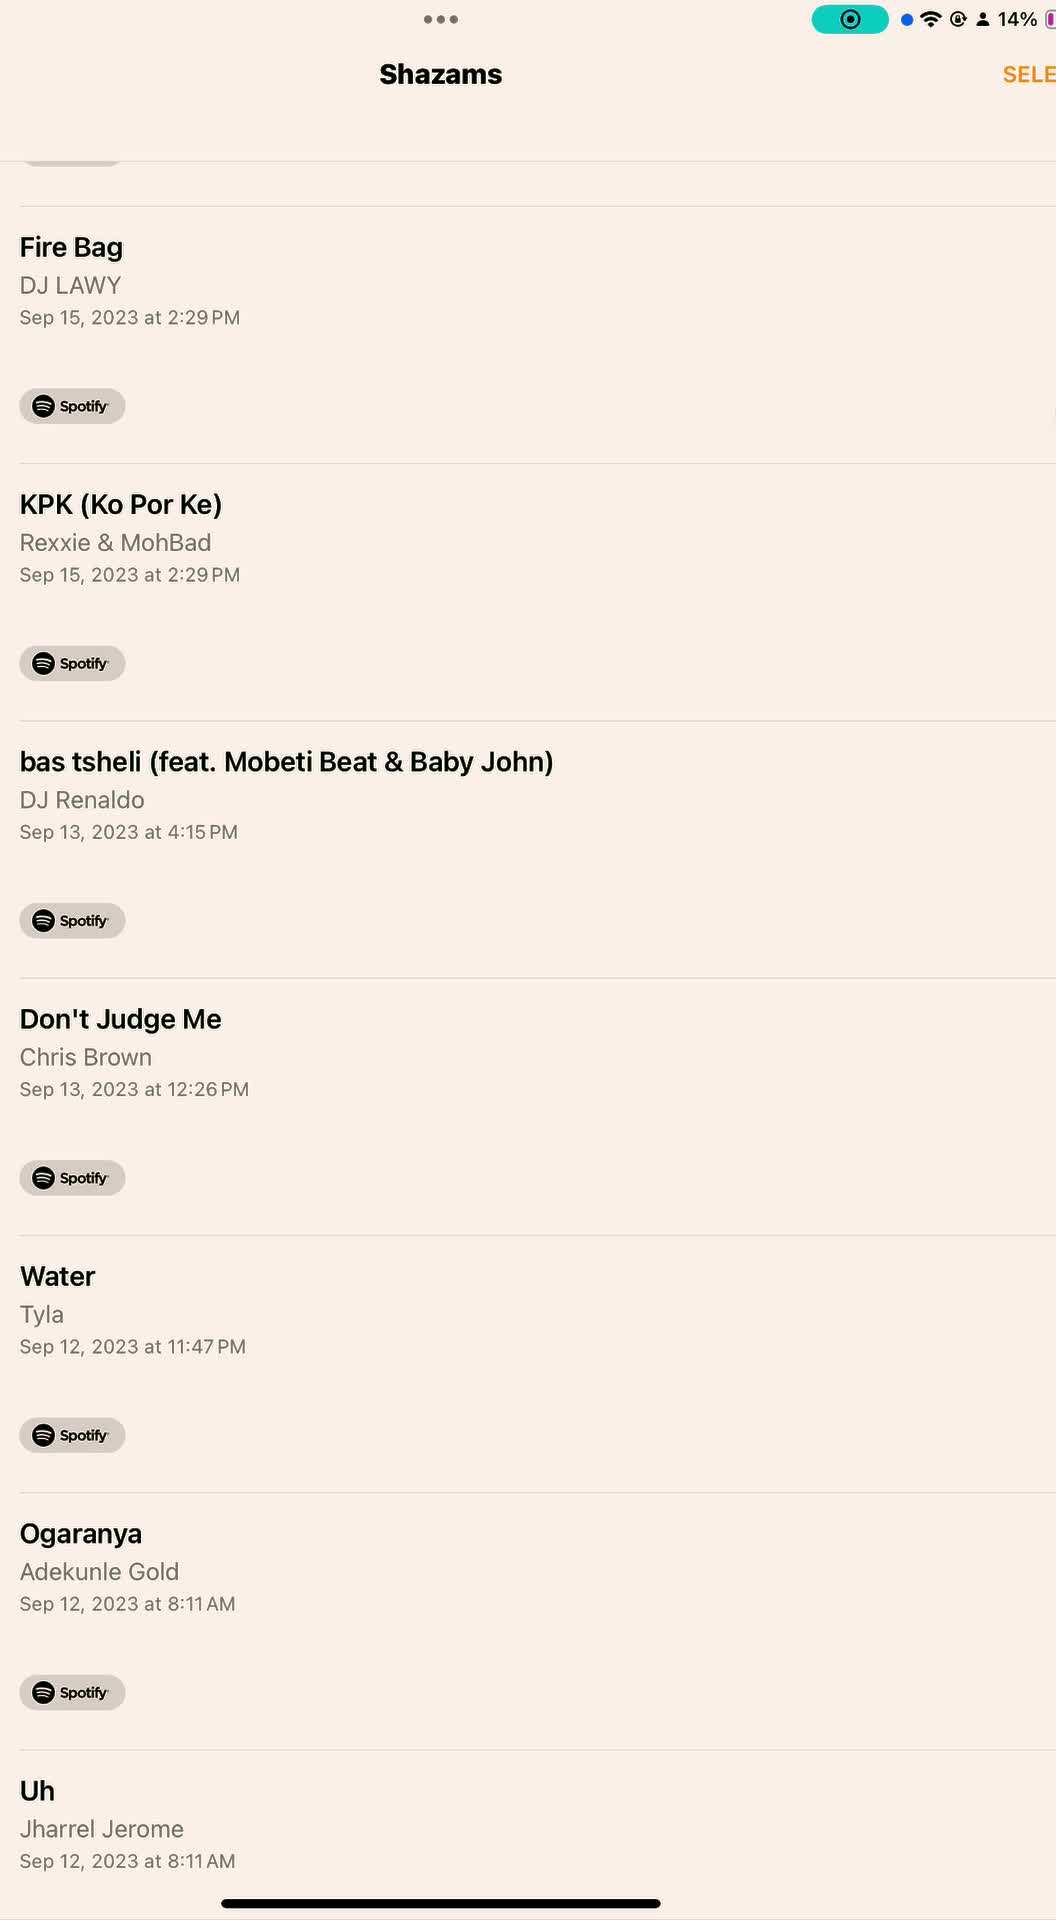 14%
Shazams
SELE
Fire Bag
DJ LAWY
Sep 15, 2023 at 2:29 PM
Spotify
KPK (Ko Por Ke)
Rexxie & MohBad
Sep 15, 2023 at 2:29 PM
Spotify
bas tsheli (feat. Mobeti Beat & Baby John)
DJ Renaldo
Sep 13, 2023 at 4:15 PM
Spotify
Don't Judge Me
Chris Brown
Sep 13, 2023 at 12:26 PM
Spotify
Water
Tyla
Sep 12, 2023 at 11:47 PM
Spotify
Ogaranya
Adekunle Gold
Sep 12, 2023 at 8:11 AM
Spotify
Uh
Jharrel Jerome
Sep 12, 2023 at 8:11 AM